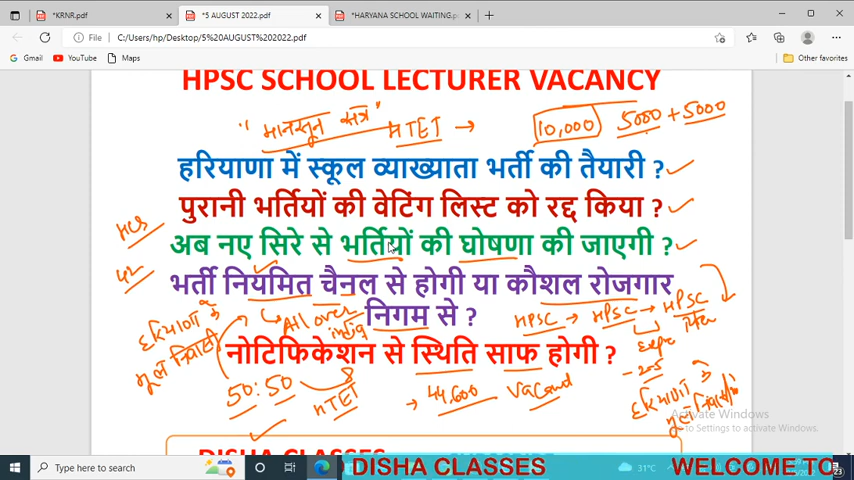 *KRNR.pdf
*5 AUGUST 2022.pdf
*HARYANA SCHOOL WAITING.p
File C:/Users/hp/Desktop/5%20AUGUST%202022.pdf
Gmail YouTube Maps Other favorites
HPSC SCHOOL LECTURER VACANCY
"मानसून सत्र" HTET → 10,000 5000 + 5000
हरियाणा में स्कूल व्याख्याता भर्ती की तैयारी ?
पुरानी भर्तियों की वेटिंग लिस्ट को रद्द किया ?
HCS
अब नए सिरे से भर्तियों की घोषणा की जाएगी ?
भर्ती नियमित चैनल से होगी या कौशल रोजगार
निगम से ?
All over India
HPSC → HPSC → HPSC
हरियाणा के
मूल निवासी
नोटिफिकेशन से स्थिति साफ होगी ?
50:50 HTET → 44,600 Vacand
हरियाणा के
Activate Windows
to Settings to activate Windows.
DISHA CLASSES
Type here to search
31°C
23
DISHA CLASSES WELCOME TO